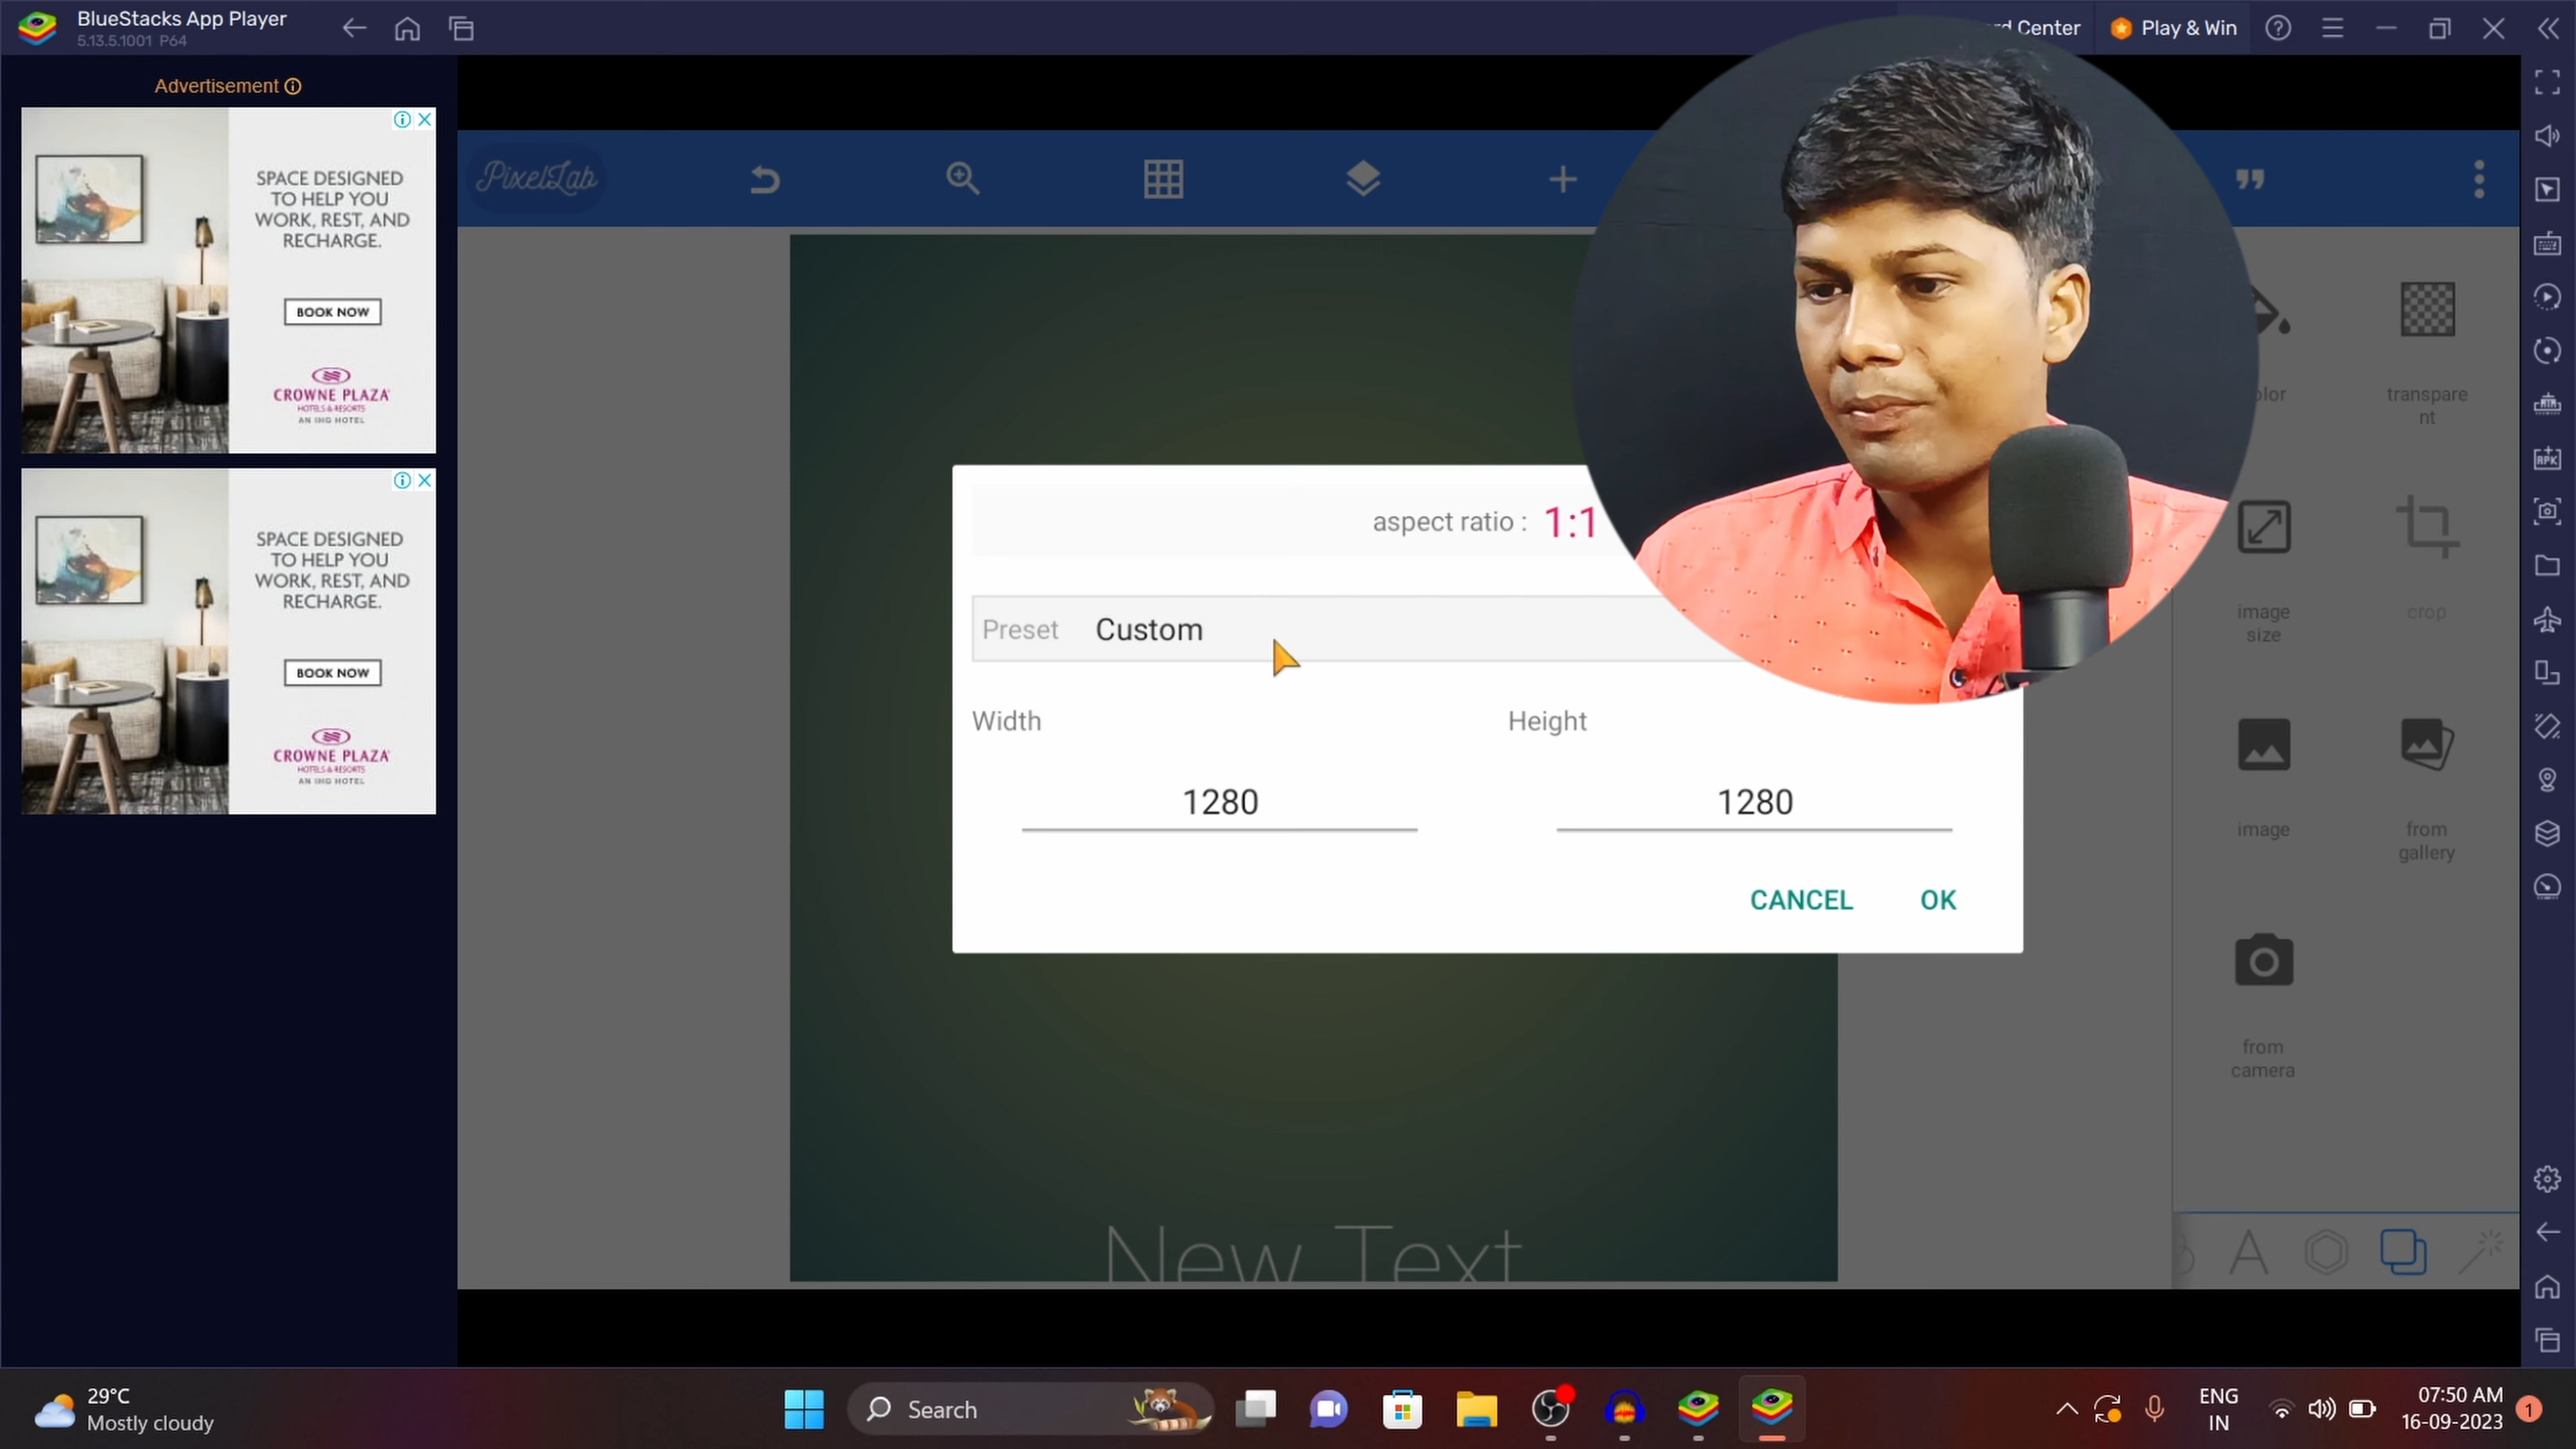 BlueStacks App Player
5.13.5.1001 P64
Center
Play & Win
Advertisement
SPACE DESIGNED
TO HELP YOU
WORK, REST, AND
RECHARGE.
BOOK NOW
CROWNE PLAZA
HOTELS & RESORTS
AN IHG HOTEL
SPACE DESIGNED
TO HELP YOU
WORK, REST, AND
RECHARGE.
BOOK NOW
CROWNE PLAZA
HOTELS & RESORTS
AN IHG HOTEL
PixelLab
aspect ratio : 1:1
Preset Custom
Width Height
1280 1280
CANCEL OK
New Text
transpare
nt
image
size
crop
image
from
gallery
from
camera
29°C
Mostly cloudy
Search
ENG
IN
07:50 AM
16-09-2023
1